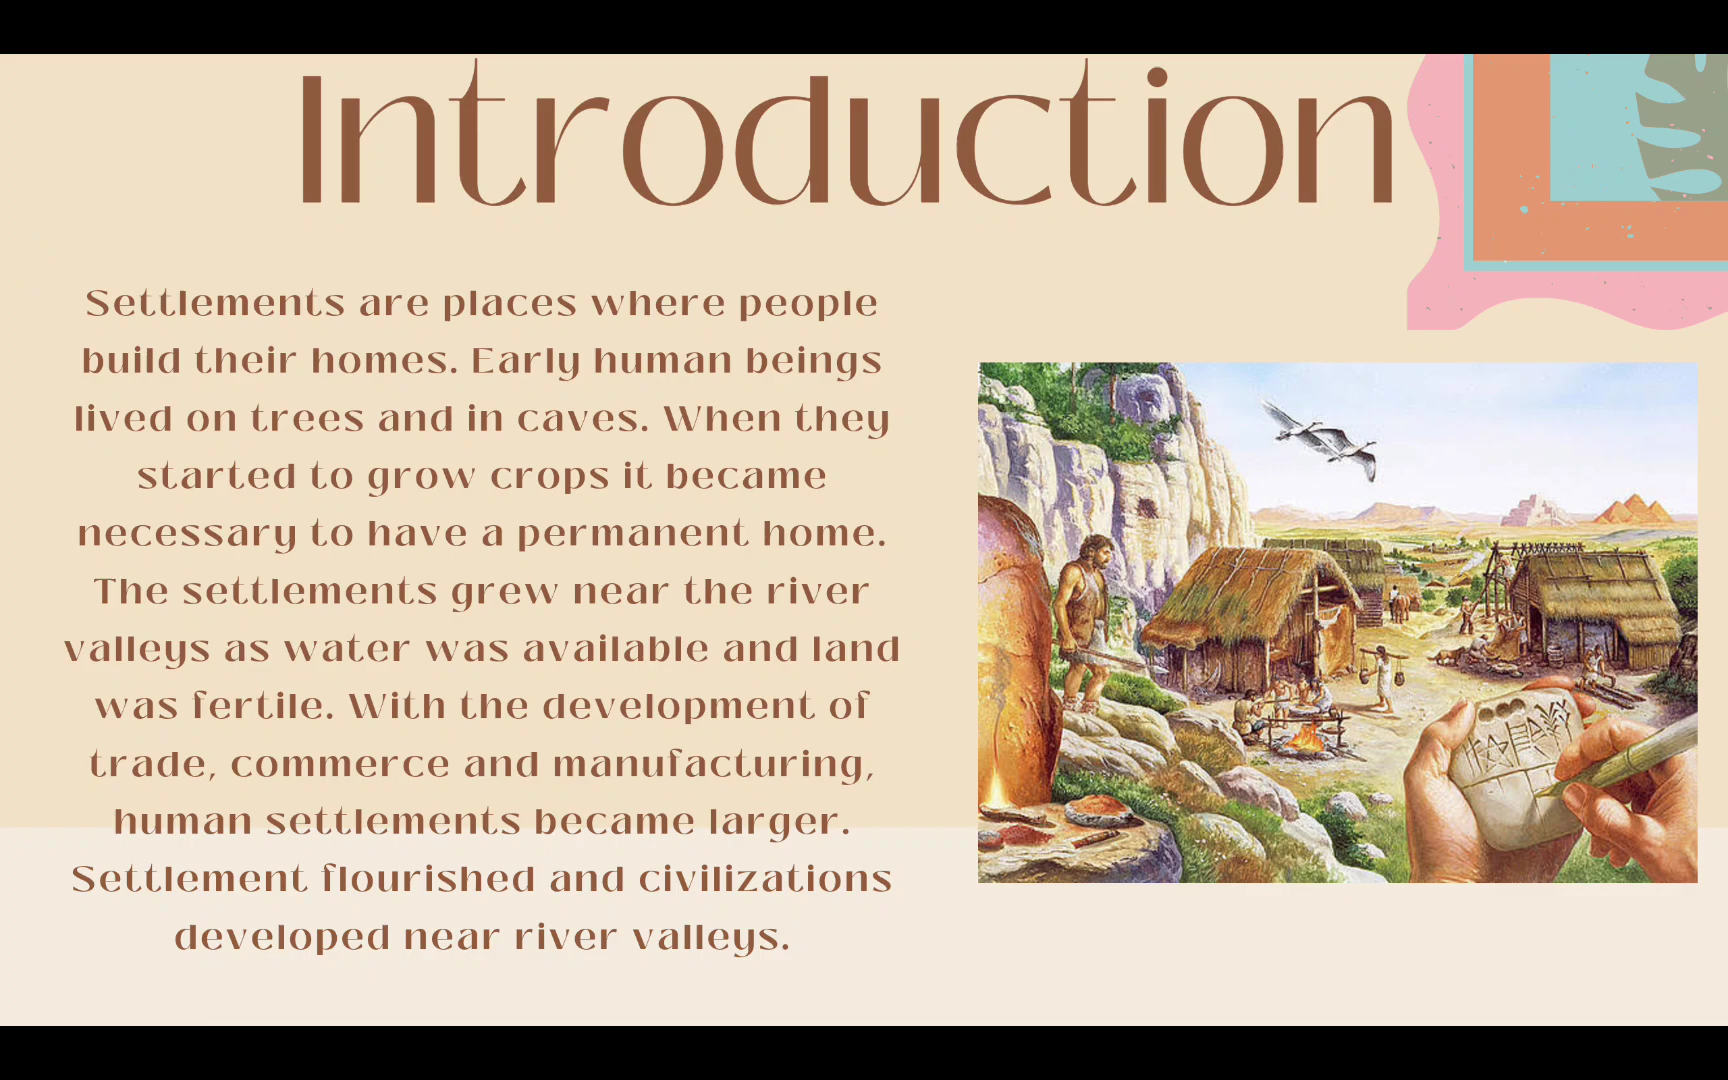 Introduction
Settlements are places where people
build their homes. Early human beings
lived on trees and in caves. When they
started to grow crops it became
necessary to have a permanent home.
The settlements grew near the river
valleys as water was available and land
was fertile. With the development of
trade, commerce and manufacturing,
human settlements became larger.
Settlement flourished and civilizations
developed near river valleys.